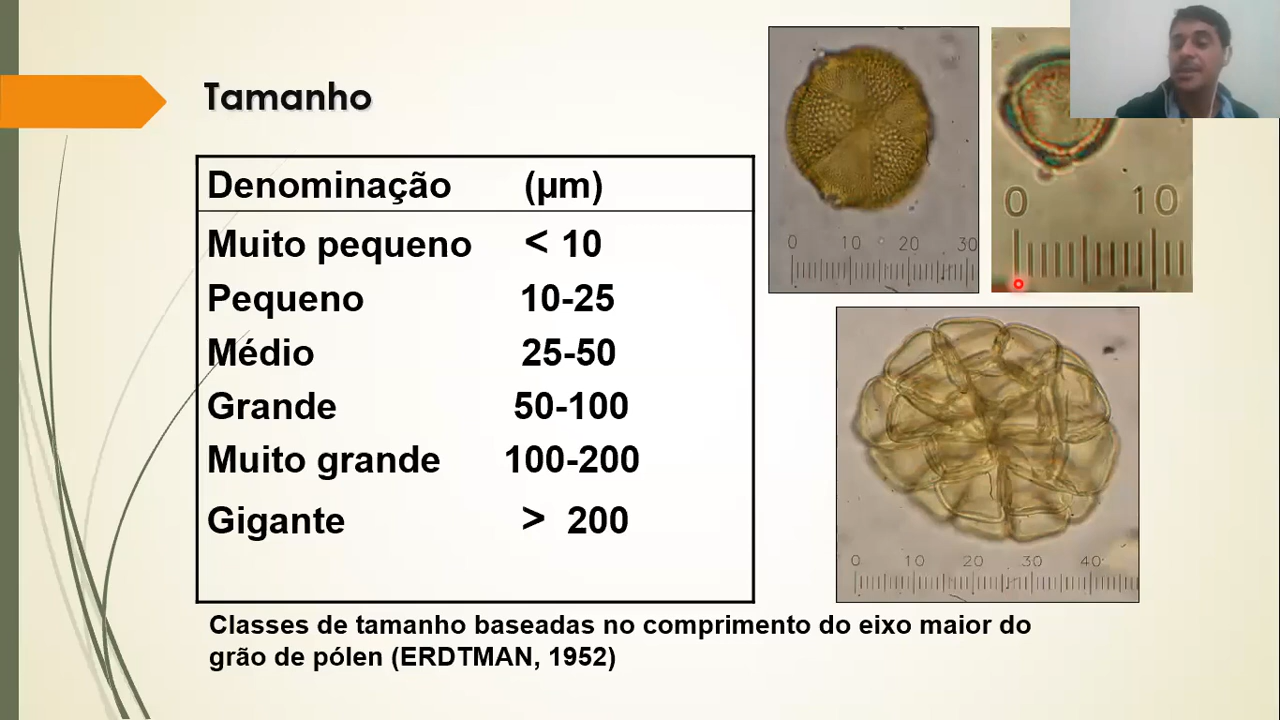 Tamanho
Denominação (µm)
Muito pequeno < 10
Pequeno 10-25
Médio 25-50
Grande 50-100
Muito grande 100-200
Gigante > 200
Classes de tamanho baseadas no comprimento do eixo maior do
grão de pólen (ERDTMAN, 1952)
0 10 20 30
0 10
0 10 20 30 40